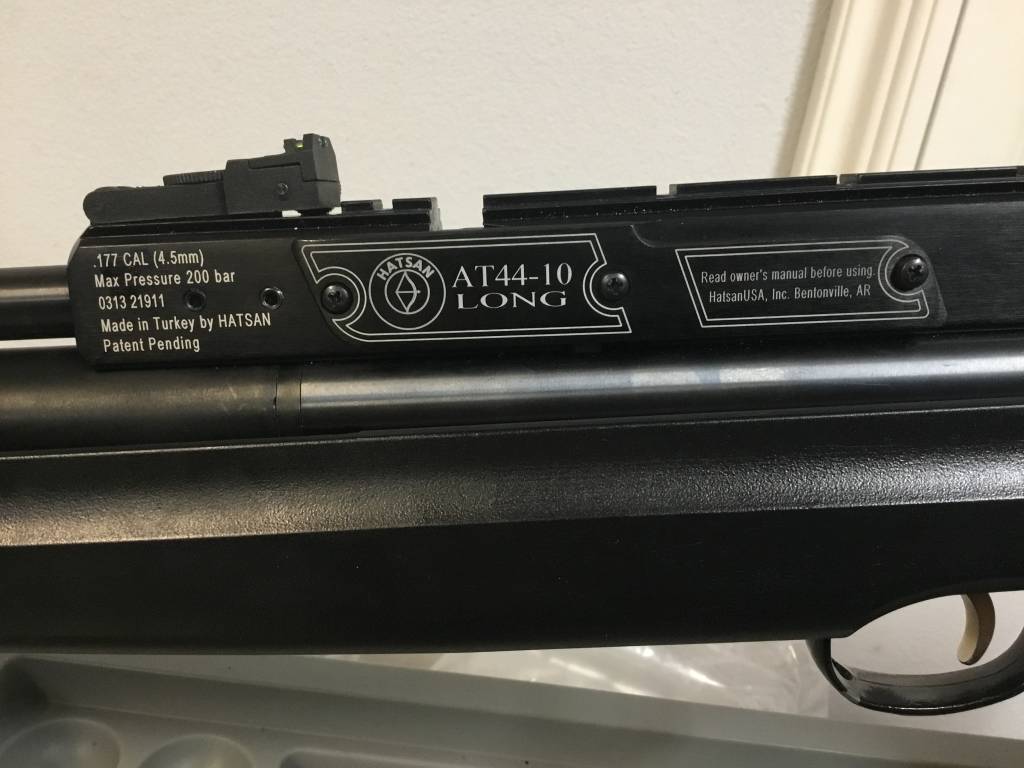 .177 CAL (4.5mm)
Max Pressure 200 bar
0313 21911
Made in Turkey by HATSAN
Patent Pending
HATSAN
AT44-10
LONG
Read owner's manual before using.
HatsanUSA, Inc. Bentonville, AR